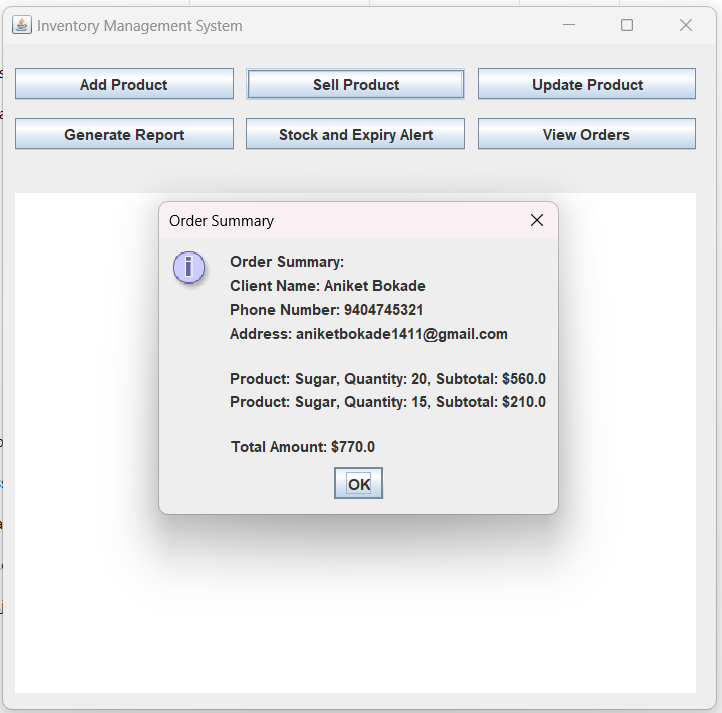 Inventory Management System
Add Product
Sell Product
Update Product
Generate Report
Stock and Expiry Alert
View Orders
Order Summary
Order Summary:
Client Name: Aniket Bokade
Phone Number: 9404745321
Address: aniketbokade1411@gmail.com
Product: Sugar, Quantity: 20, Subtotal: $560.0
Product: Sugar, Quantity: 15, Subtotal: $210.0
Total Amount: $770.0
OK